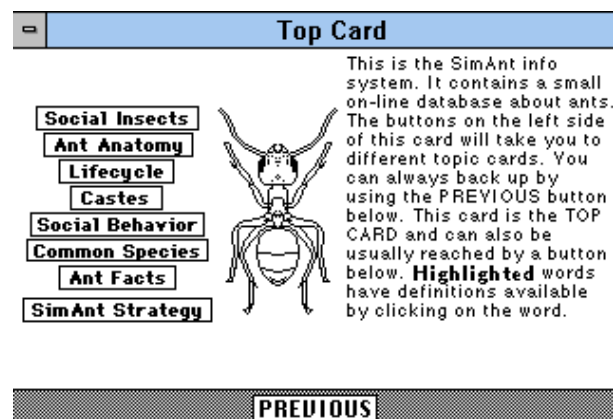 Top Card
Social Insects
Ant Anatomy
Lifecycle
Castes
Social Behavior
Common Species
Ant Facts
SimAnt Strategy
This is the SimAnt info
system. It contains a small
on-line database about ants.
The buttons on the left side
of this card will take you to
different topic cards. You
can always back up by
using the PREVIOUS button
below. This card is the TOP
CARD and can also be
usually reached by a button
below. Highlighted words
have definitions available
by clicking on the word.
PREVIOUS